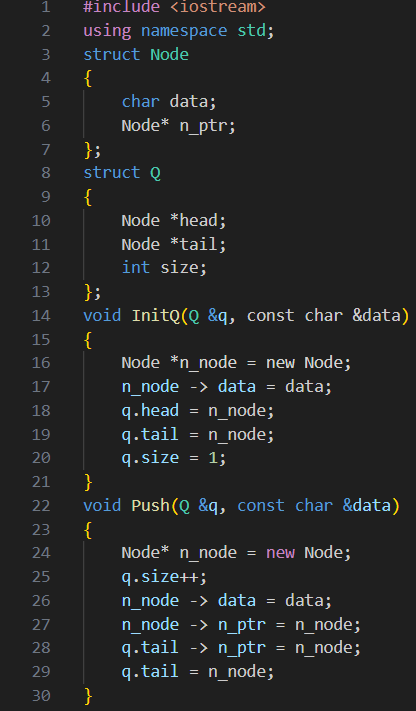 1 #include <iostream>
2 using namespace std;
3 struct Node
4 {
5     char data;
6     Node* n_ptr;
7 };
8 struct Q
9 {
10     Node *head;
11     Node *tail;
12     int size;
13 };
14 void InitQ(Q &q, const char &data)
15 {
16     Node *n_node = new Node;
17     n_node -> data = data;
18     q.head = n_node;
19     q.tail = n_node;
20     q.size = 1;
21 }
22 void Push(Q &q, const char &data)
23 {
24     Node* n_node = new Node;
25     q.size++;
26     n_node -> data = data;
27     n_node -> n_ptr = n_node;
28     q.tail -> n_ptr = n_node;
29     q.tail = n_node;
30 }